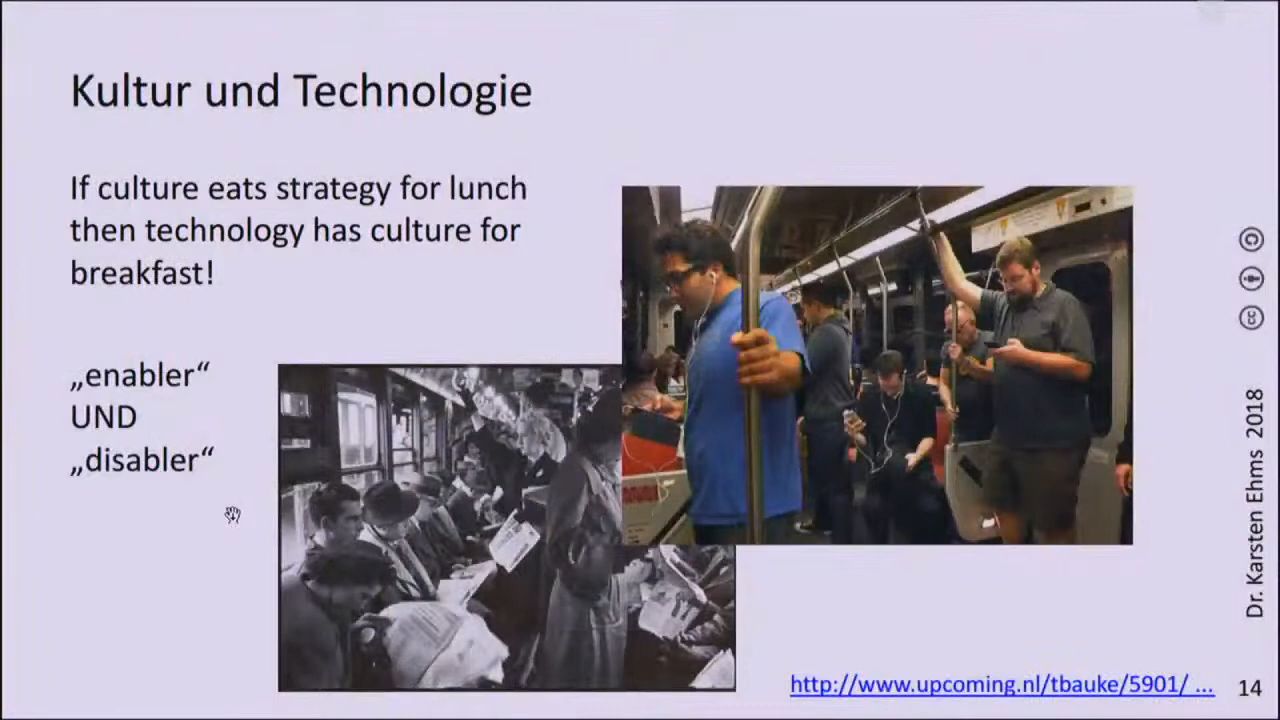 Kultur und Technologie
If culture eats strategy for lunch
then technology has culture for
breakfast!
„enabler“
UND
„disabler“
http://www.upcoming.nl/tbauke/5901/ ...
14
Dr. Karsten Ehms 2018
cc